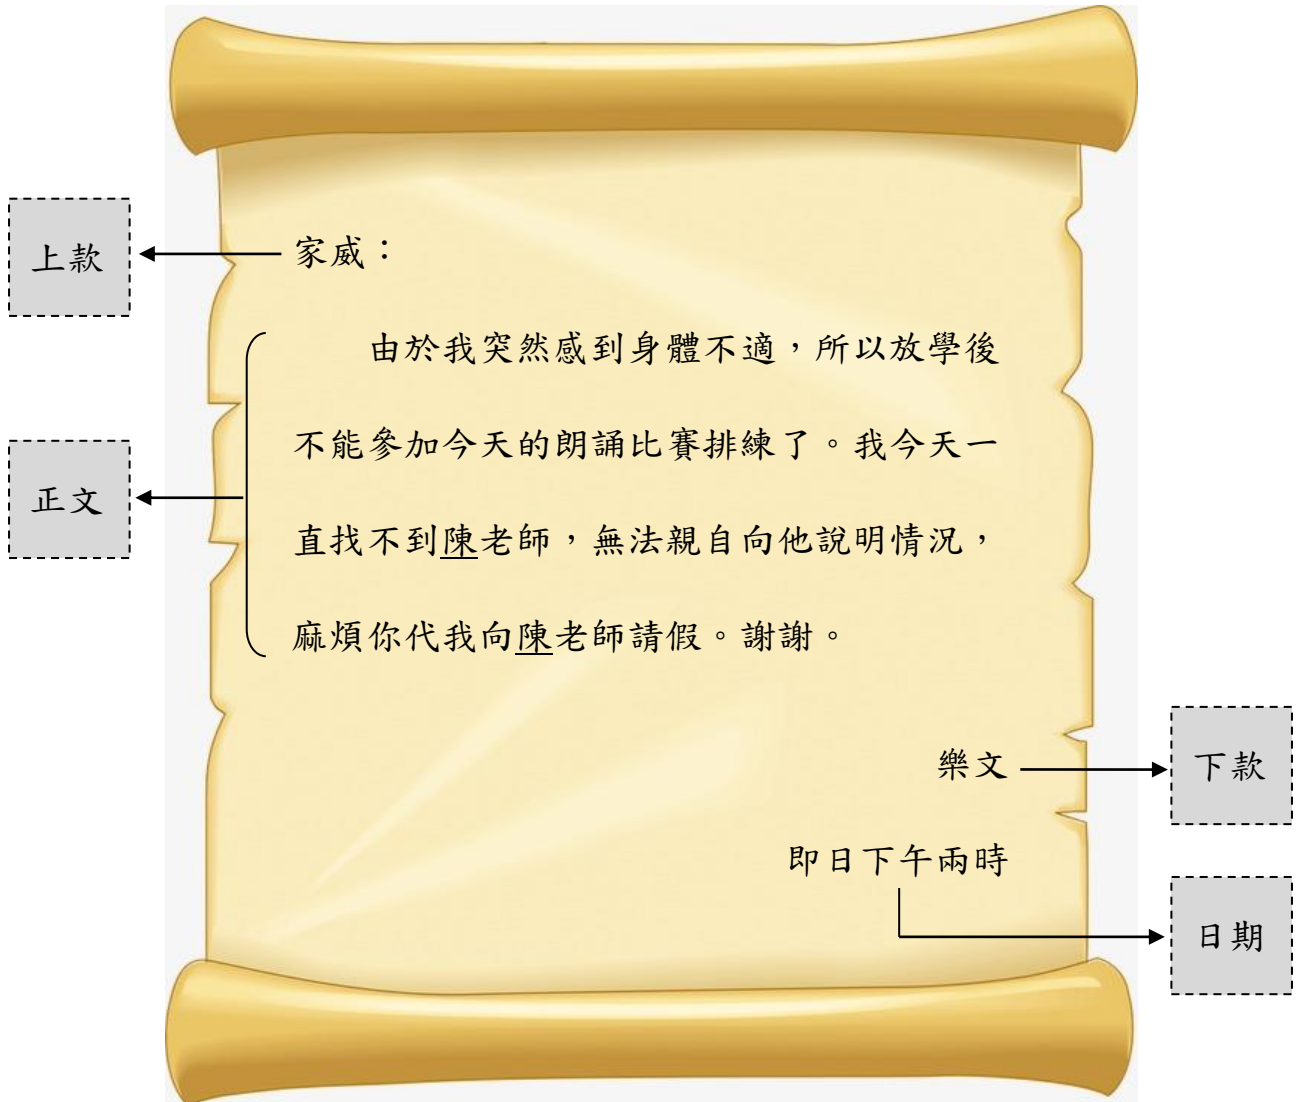 上款
家威：
由於我突然感到身體不適，所以放學後
不能參加今天的朗誦比賽排練了。我今天一
正文
直找不到陳老師，無法親自向他說明情況，
麻煩你代我向陳老師請假。謝謝。
樂文
下款
即日下午兩時
日期